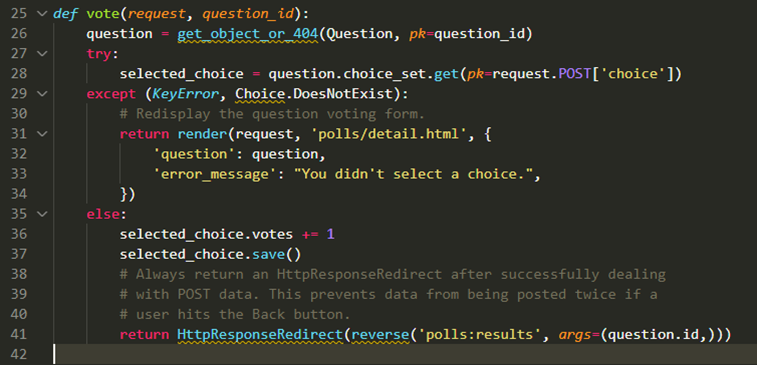 25 def vote(request, question_id):
26     question = get_object_or_404(Question, pk=question_id)
27     try:
28         selected_choice = question.choice_set.get(pk=request.POST['choice'])
29     except (KeyError, Choice.DoesNotExist):
30         # Redisplay the question voting form.
31         return render(request, 'polls/detail.html', {
32             'question': question,
33             'error_message': "You didn't select a choice.",
34         })
35     else:
36         selected_choice.votes += 1
37         selected_choice.save()
38         # Always return an HttpResponseRedirect after successfully dealing
39         # with POST data. This prevents data from being posted twice if a
40         # user hits the Back button.
41         return HttpResponseRedirect(reverse('polls:results', args=(question.id,)))
42